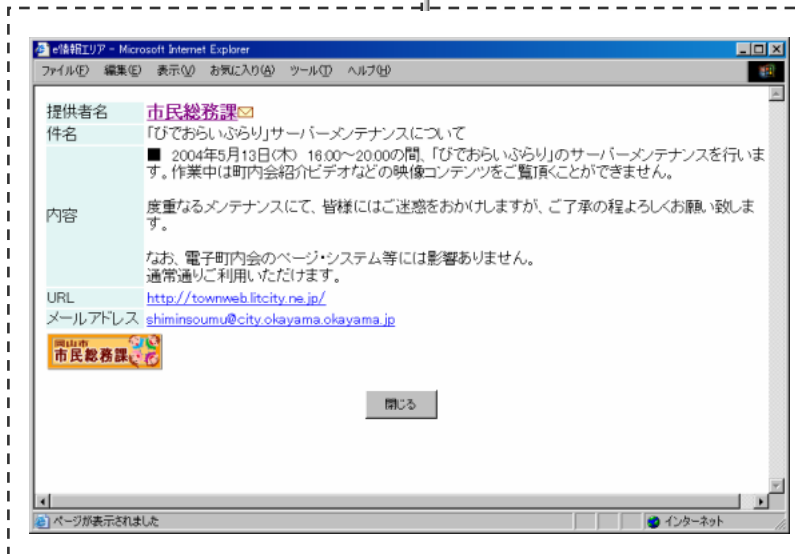 e情報エリア - Microsoft Internet Explorer
ファイル(F) 編集(E) 表示(V) お気に入り(A) ツール(T) ヘルプ(H)
提供者名 市民総務課
件名 「びでおらいぶらり」サーバーメンテナンスについて
内容
■ 2004年5月13日(木) 16:00～20:00の間、「びでおらいぶらり」のサーバーメンテナンスを行いま
す。作業中は町内会紹介ビデオなどの映像コンテンツをご覧頂くことができません。
度重なるメンテナンスにて、皆様にはご迷惑をおかけしますが、ご了承の程よろしくお願い致しま
す。
なお、電子町内会のページ・システム等には影響ありません。
通常通りご利用いただけます。
URL http://townweb.litcity.ne.jp/
メールアドレス shiminsoumu@city.okayama.okayama.jp
岡山市
市民総務課
閉じる
ページが表示されました インターネット